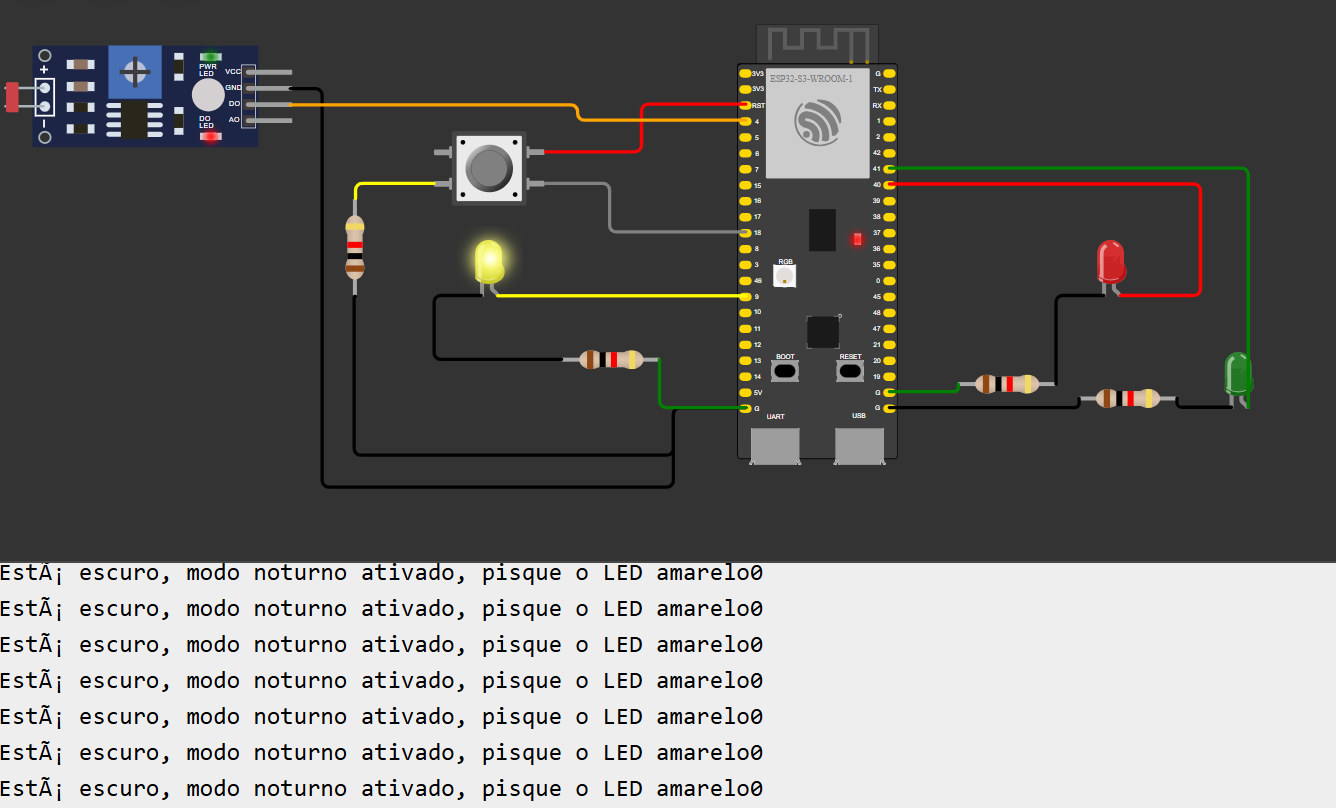 PWR
LED
VCC
GND
DO
AO
+
DO
LED
ESP32-S3-WROOM-1
3V3
3V3
RST
4
5
6
7
15
16
17
18
8
3
46
9
10
11
12
13
14
5V
G
G
TX
RX
1
2
42
41
40
39
38
37
36
35
0
45
48
47
21
20
19
G
G
RGB
BOOT
RESET
UART
USB
EstÃ¡ escuro, modo noturno ativado, pisque o LED amarelo0
EstÃ¡ escuro, modo noturno ativado, pisque o LED amarelo0
EstÃ¡ escuro, modo noturno ativado, pisque o LED amarelo0
EstÃ¡ escuro, modo noturno ativado, pisque o LED amarelo0
EstÃ¡ escuro, modo noturno ativado, pisque o LED amarelo0
EstÃ¡ escuro, modo noturno ativado, pisque o LED amarelo0
EstÃ¡ escuro, modo noturno ativado, pisque o LED amarelo0